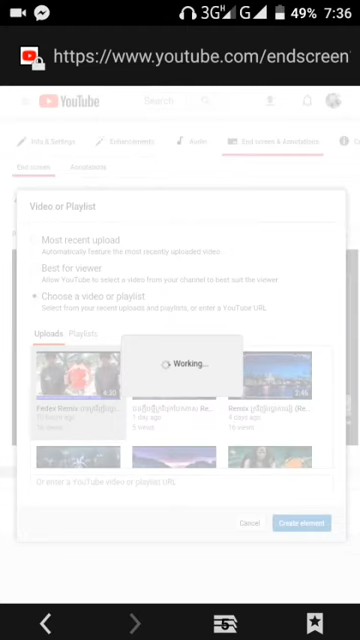 3G H G 49% 7:36
https://www.youtube.com/endscreen
YouTube Search
Info & Settings Enhancements Audio End screen & Annotations
End screen Annotations
Video or Playlist
Most recent upload
Automatically feature the most recently uploaded video.
Best for viewer
Allow YouTube to select a video from your channel to best suit the viewer
Choose a video or playlist
Select from your recent uploads and playlists, or enter a YouTube URL
Uploads Playlists
Working...
2:46
Fedex Remix (Re... Remix (Re...
1 day ago 4 days ago
5 views 16 views
Or enter a YouTube video or playlist URL
Cancel Create element
5